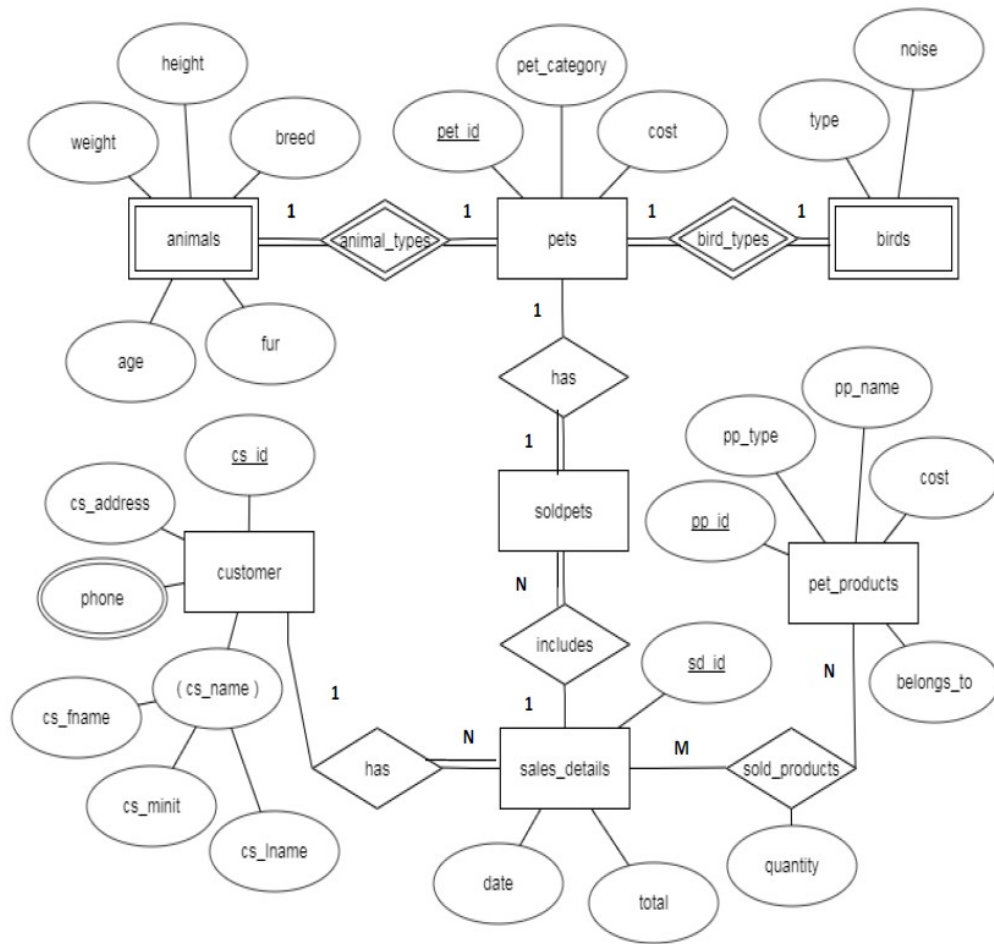 height
pet_category
noise
weight
breed
pet_id
cost
type
1
1
1
1
animals
animal_types
pets
bird_types
birds
1
age
fur
has
pp_name
pp_type
cs_id
1
cost
cs_address
soldpets
pp_id
customer
pet_products
phone
N
includes
sd_id
( cs_name )
N
belongs_to
cs_fname
1
1
N
M
has
sales_details
sold_products
cs_minit
cs_lname
quantity
date
total